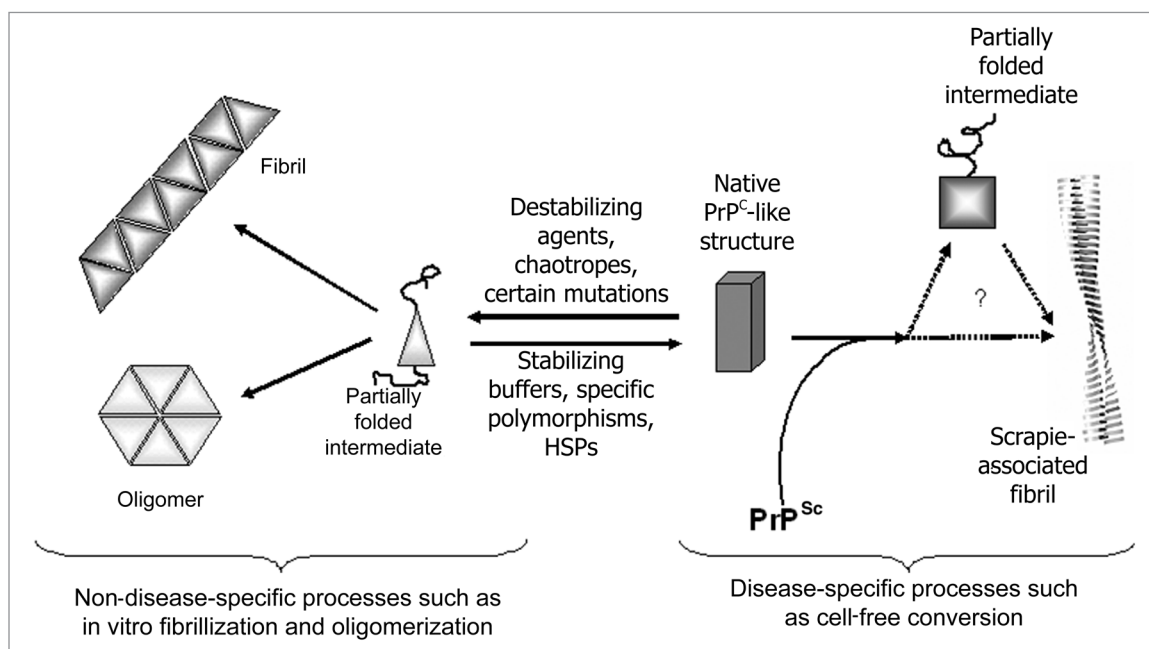 Fibril
Oligomer
Partially
folded
intermediate
Destabilizing
agents,
chaotropes,
certain mutations
Stabilizing
buffers, specific
polymorphisms,
HSPs
Native
PrPᶜ-like
structure
Partially
folded
intermediate
?
Scrapie-
associated
fibril
PrPˢᶜ
Non-disease-specific processes such as
in vitro fibrillization and oligomerization
Disease-specific processes such
as cell-free conversion